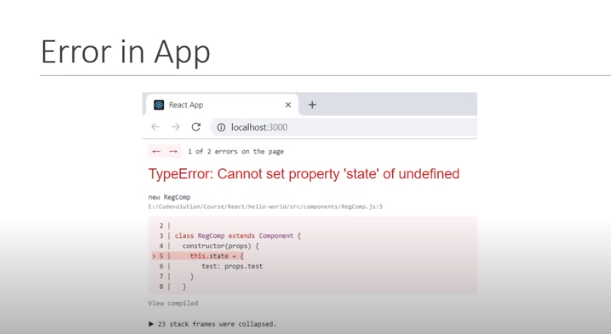 Error in App
React App
localhost:3000
1 of 2 errors on the page
TypeError: Cannot set property 'state' of undefined
new RegComp
E:/Codevolution/Course/React/hello-world/src/components/RegComp.js:5
2 |
3 | class RegComp extends Component {
4 | constructor(props) {
> 5 | this.state = {
6 | test: props.test
7 | }
8 | }
View compiled
▶ 23 stack frames were collapsed.